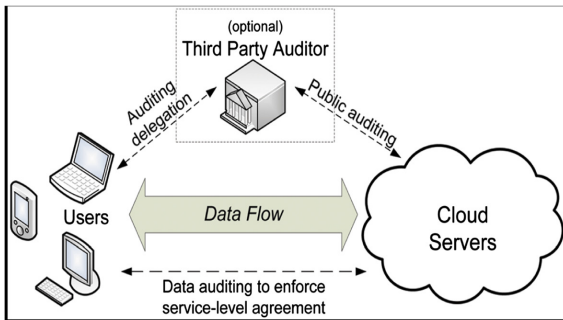 (optional)
Third Party Auditor
Auditing
delegation
Public auditing
Users
Data Flow
Cloud
Servers
Data auditing to enforce
service-level agreement